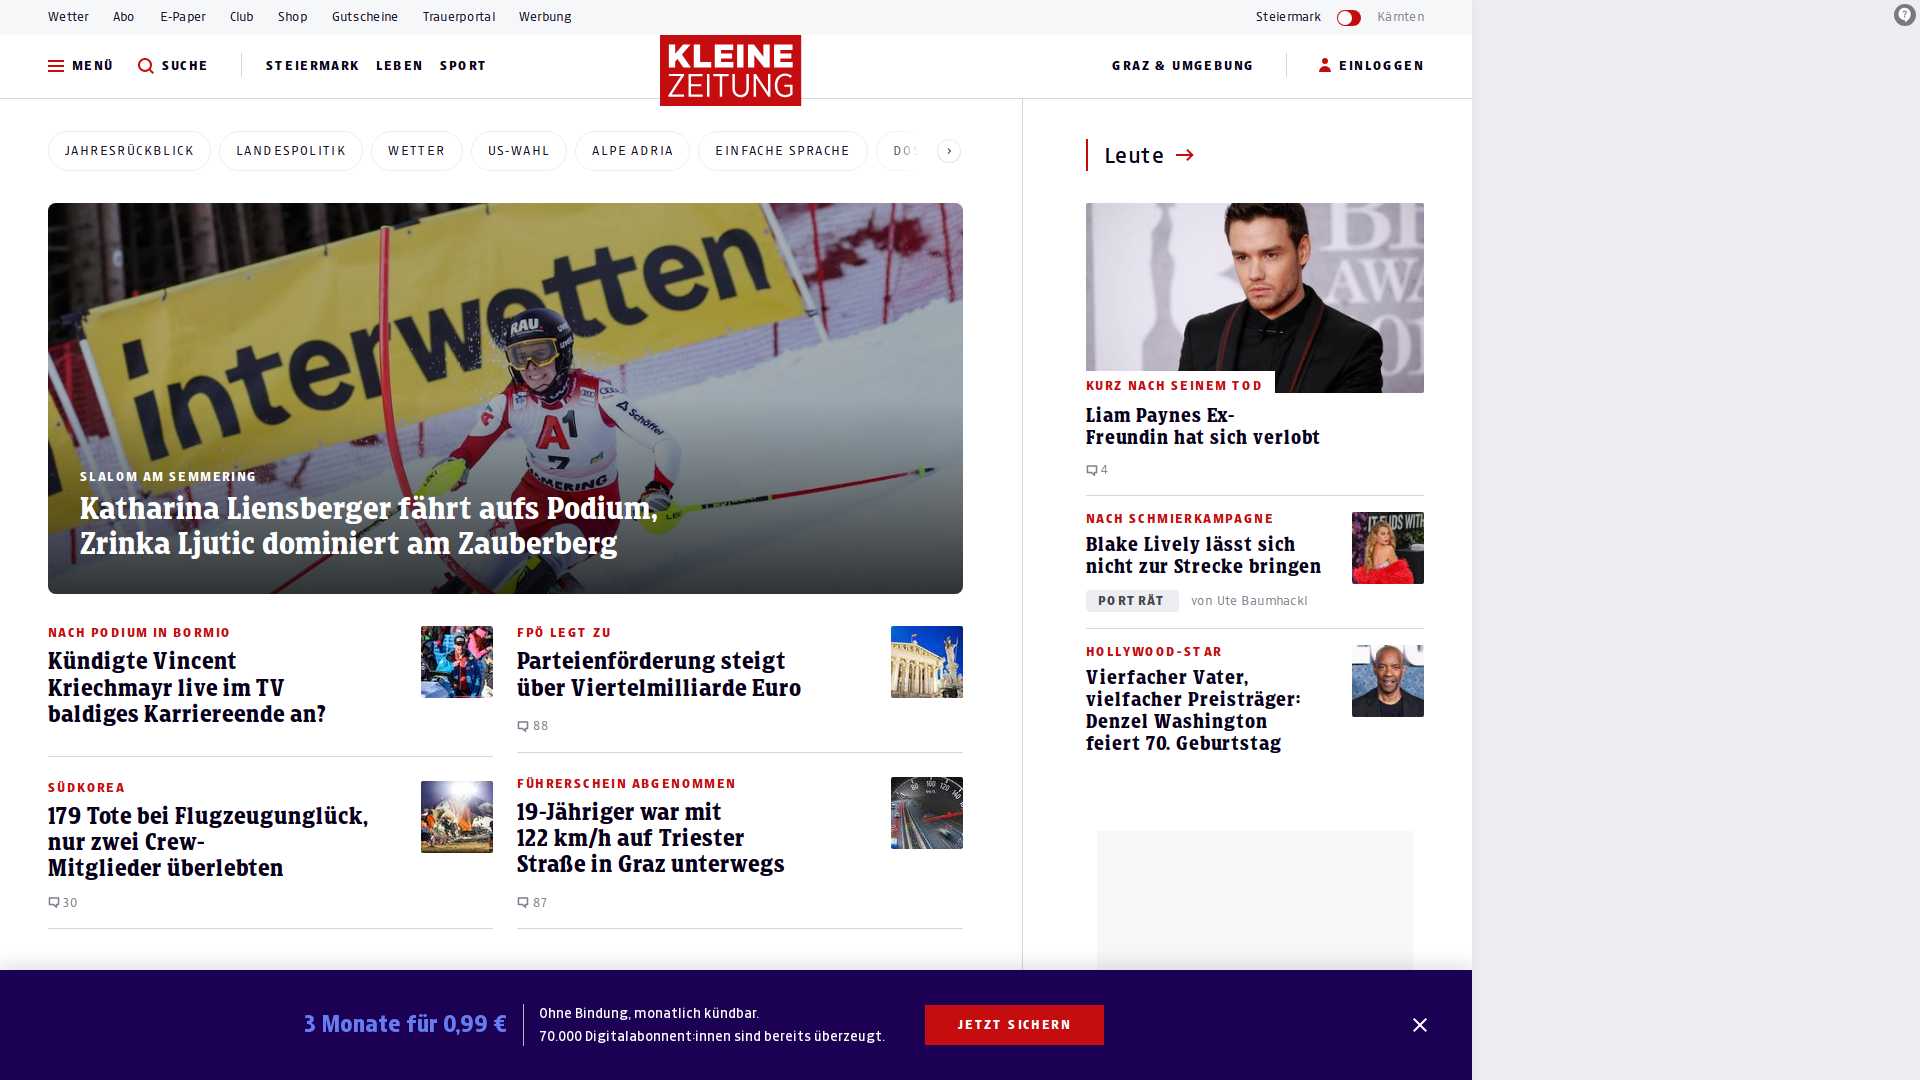 Wetter Abo E-Paper Club Shop Gutscheine Trauerportal Werbung Steiermark Kärnten
MENÜ SUCHE STEIERMARK LEBEN SPORT
KLEINE
ZEITUNG
GRAZ & UMGEBUNG EINLOGGEN
JAHRESRÜCKBLICK LANDESPOLITIK WETTER US-WAHL ALPE ADRIA EINFACHE SPRACHE
interwetten
RAU
A1
Schöffel
SLALOM AM SEMMERING
Katharina Liensberger fährt aufs Podium,
Zrinka Ljutic dominiert am Zauberberg
NACH PODIUM IN BORMIO
Kündigte Vincent
Kriechmayr live im TV
baldiges Karriereende an?
SÜDKOREA
179 Tote bei Flugzeugunglück,
nur zwei Crew-
Mitglieder überlebten
30
FPÖ LEGT ZU
Parteienförderung steigt
über Viertelmilliarde Euro
88
FÜHRERSCHEIN ABGENOMMEN
19-Jähriger war mit
122 km/h auf Triester
Straße in Graz unterwegs
87
Leute
KURZ NACH SEINEM TOD
Liam Paynes Ex-
Freundin hat sich verlobt
4
NACH SCHMIERKAMPAGNE
Blake Lively lässt sich
nicht zur Strecke bringen
PORTRÄT von Ute Baumhackl
HOLLYWOOD-STAR
Vierfacher Vater,
vielfacher Preisträger:
Denzel Washington
feiert 70. Geburtstag
3 Monate für 0,99 €
Ohne Bindung, monatlich kündbar.
70.000 Digitalabonnent:innen sind bereits überzeugt.
JETZT SICHERN